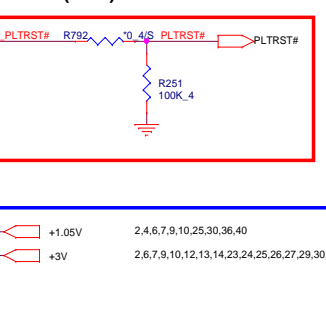 PLTRST# R792 *0_4/S PLTRST# PLTRST#
R251
100K_4
+1.05V 2,4,6,7,9,10,25,30,36,40
+3V 2,6,7,9,10,12,13,14,23,24,25,26,27,29,30